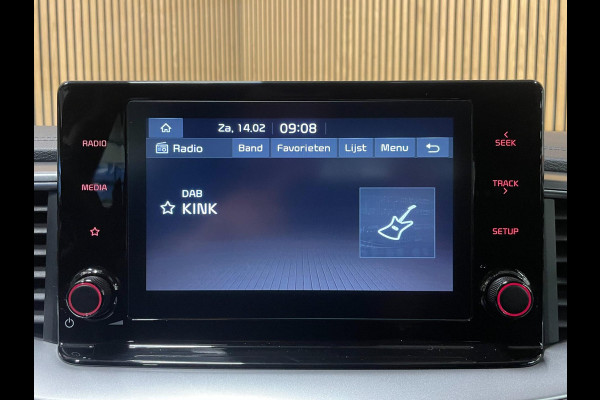 Za, 14.02 09:08
Radio Band Favorieten Lijst Menu
DAB
KINK
RADIO
MEDIA
SEEK
TRACK
SETUP